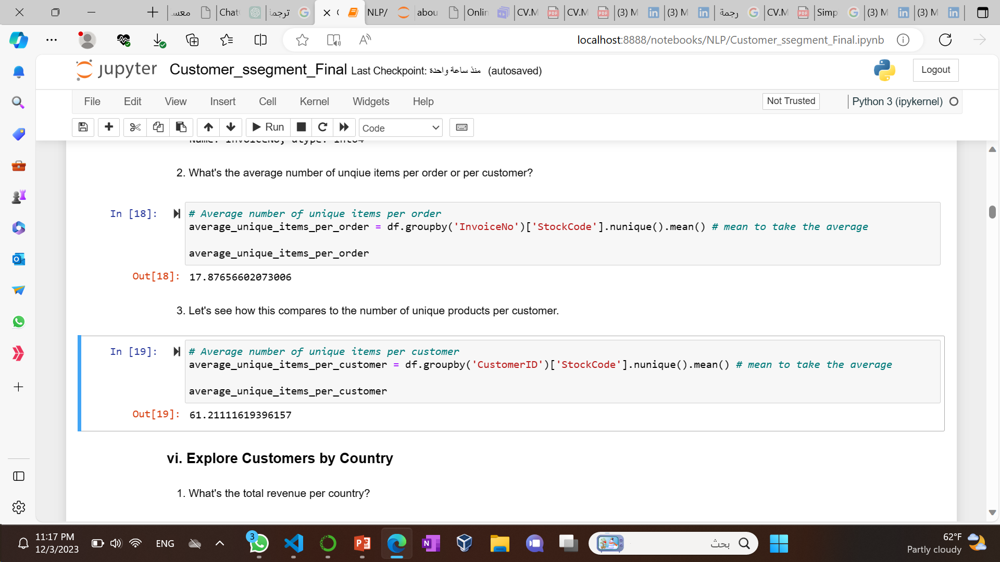 معس
Chat
ترجمة
NLP/
abou
Onlin
CV.M
CV.M
(3) M
(3) M
رجمة
CV.M
Simp
(3) M
(3) M
localhost:8888/notebooks/NLP/Customer_ssegment_Final.ipynb
jupyter Customer_ssegment_Final Last Checkpoint: منذ ساعة واحدة (autosaved)
Logout
File Edit View Insert Cell Kernel Widgets Help
Not Trusted
Python 3 (ipykernel)
Run
Code
Name: InvoiceNo, dtype: int64
2. What's the average number of unqiue items per order or per customer?
In [18]:
# Average number of unique items per order
average_unique_items_per_order = df.groupby('InvoiceNo')['StockCode'].nunique().mean() # mean to take the average
average_unique_items_per_order
Out[18]: 17.87656602073006
3. Let's see how this compares to the number of unique products per customer.
In [19]:
# Average number of unique items per customer
average_unique_items_per_customer = df.groupby('CustomerID')['StockCode'].nunique().mean() # mean to take the average
average_unique_items_per_customer
Out[19]: 61.21111619396157
vi. Explore Customers by Country
1. What's the total revenue per country?
11:17 PM
12/3/2023
ENG
3
بحث
62°F
Partly cloudy